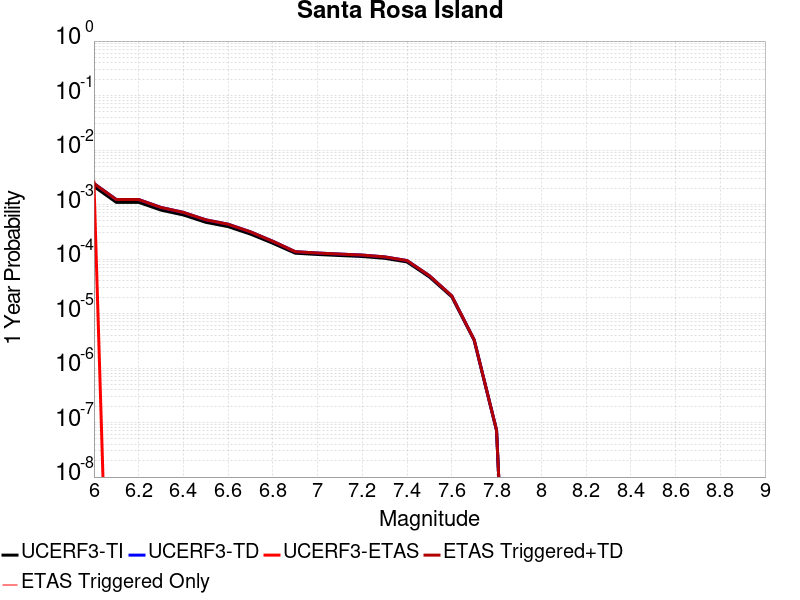 Santa Rosa Island
1 Year Probability
10^0
10^-1
10^-2
10^-3
10^-4
10^-5
10^-6
10^-7
10^-8
6 6.2 6.4 6.6 6.8 7 7.2 7.4 7.6 7.8 8 8.2 8.4 8.6 8.8 9
Magnitude
UCERF3-TI UCERF3-TD UCERF3-ETAS ETAS Triggered+TD
ETAS Triggered Only